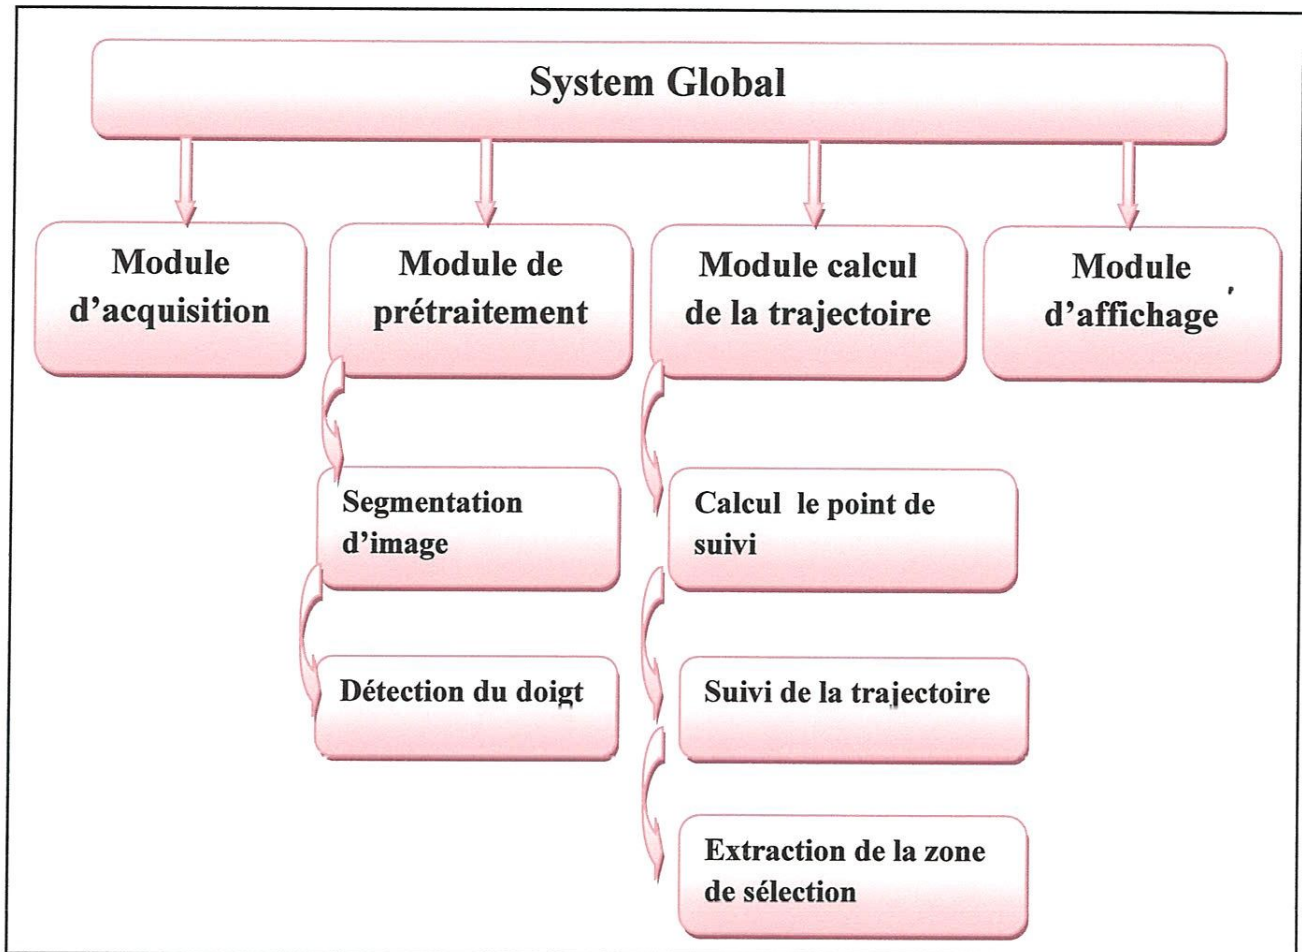 System Global
Module
d’acquisition
Module de
prétraitement
Module calcul
de la trajectoire
Module
d’affichage
Segmentation
d’image
Détection du doigt
Calcul le point de
suivi
Suivi de la trajectoire
Extraction de la zone
de sélection